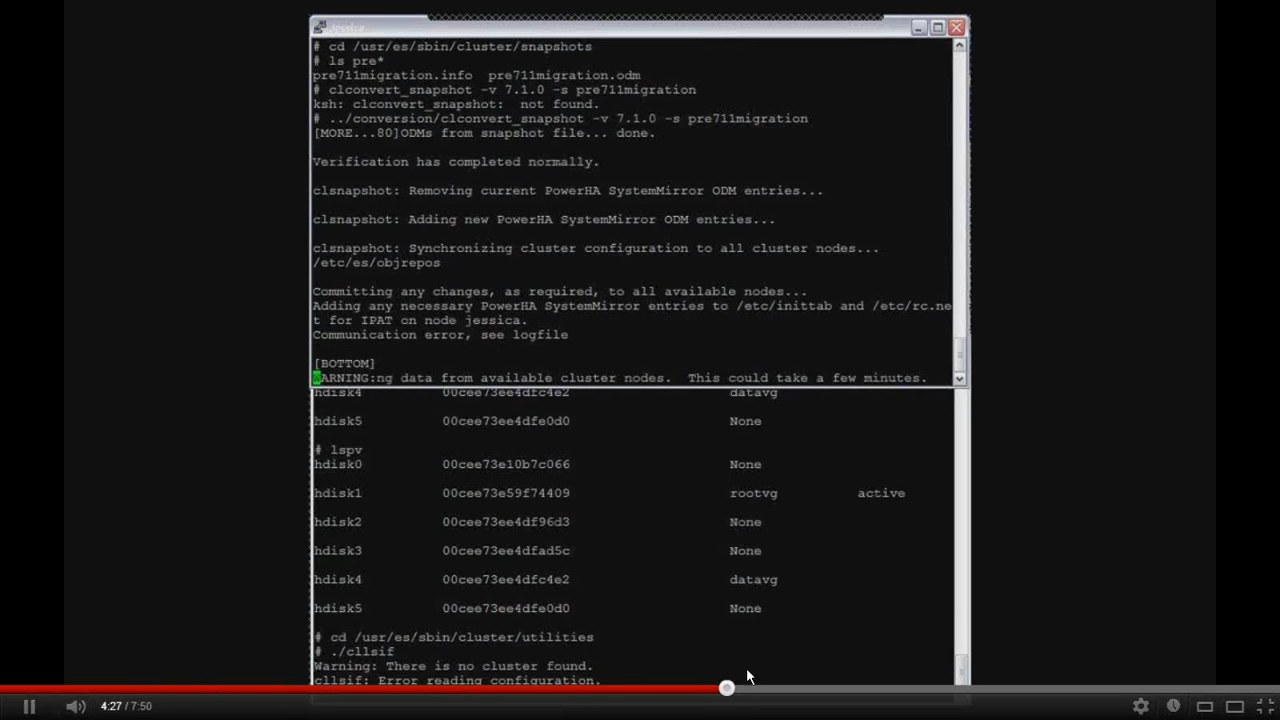 Jessica
# cd /usr/es/sbin/cluster/snapshots
# ls pre*
pre711migration.info  pre711migration.odm
# clconvert_snapshot -v 7.1.0 -s pre711migration
ksh: clconvert_snapshot:  not found.
# ../conversion/clconvert_snapshot -v 7.1.0 -s pre711migration
[MORE...80]ODMs from snapshot file... done.
Verification has completed normally.
clsnapshot: Removing current PowerHA SystemMirror ODM entries...
clsnapshot: Adding new PowerHA SystemMirror ODM entries...
clsnapshot: Synchronizing cluster configuration to all cluster nodes...
/etc/es/objrepos
Committing any changes, as required, to all available nodes...
Adding any necessary PowerHA SystemMirror entries to /etc/inittab and /etc/rc.ne
t for IPAT on node jessica.
Communication error, see logfile
[BOTTOM]
WARNING:ng data from available cluster nodes.  This could take a few minutes.
hdisk4          00cee73ee4dfc4e2                    datavg
hdisk5          00cee73ee4dfe0d0                    None
# lspv
hdisk0          00cee73e10b7c066                    None
hdisk1          00cee73e59f74409                    rootvg          active
hdisk2          00cee73ee4df96d3                    None
hdisk3          00cee73ee4dfad5c                    None
hdisk4          00cee73ee4dfc4e2                    datavg
hdisk5          00cee73ee4dfe0d0                    None
# cd /usr/es/sbin/cluster/utilities
# ./cllsif
Warning: There is no cluster found.
cllsif: Error reading configuration.
4:27 / 7:50